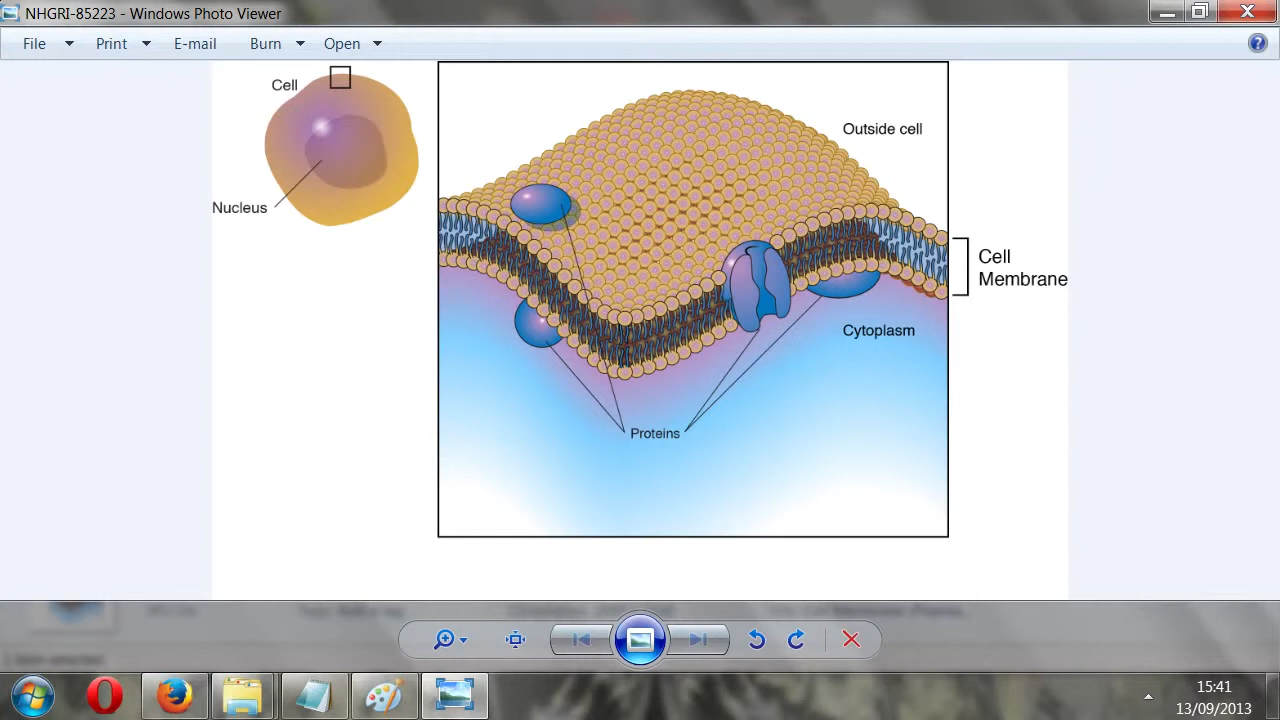 NHGRI-85223 - Windows Photo Viewer
File Print E-mail Burn Open
Cell
Nucleus
Outside cell
Cell
Membrane
Cytoplasm
Proteins
15:41
13/09/2013